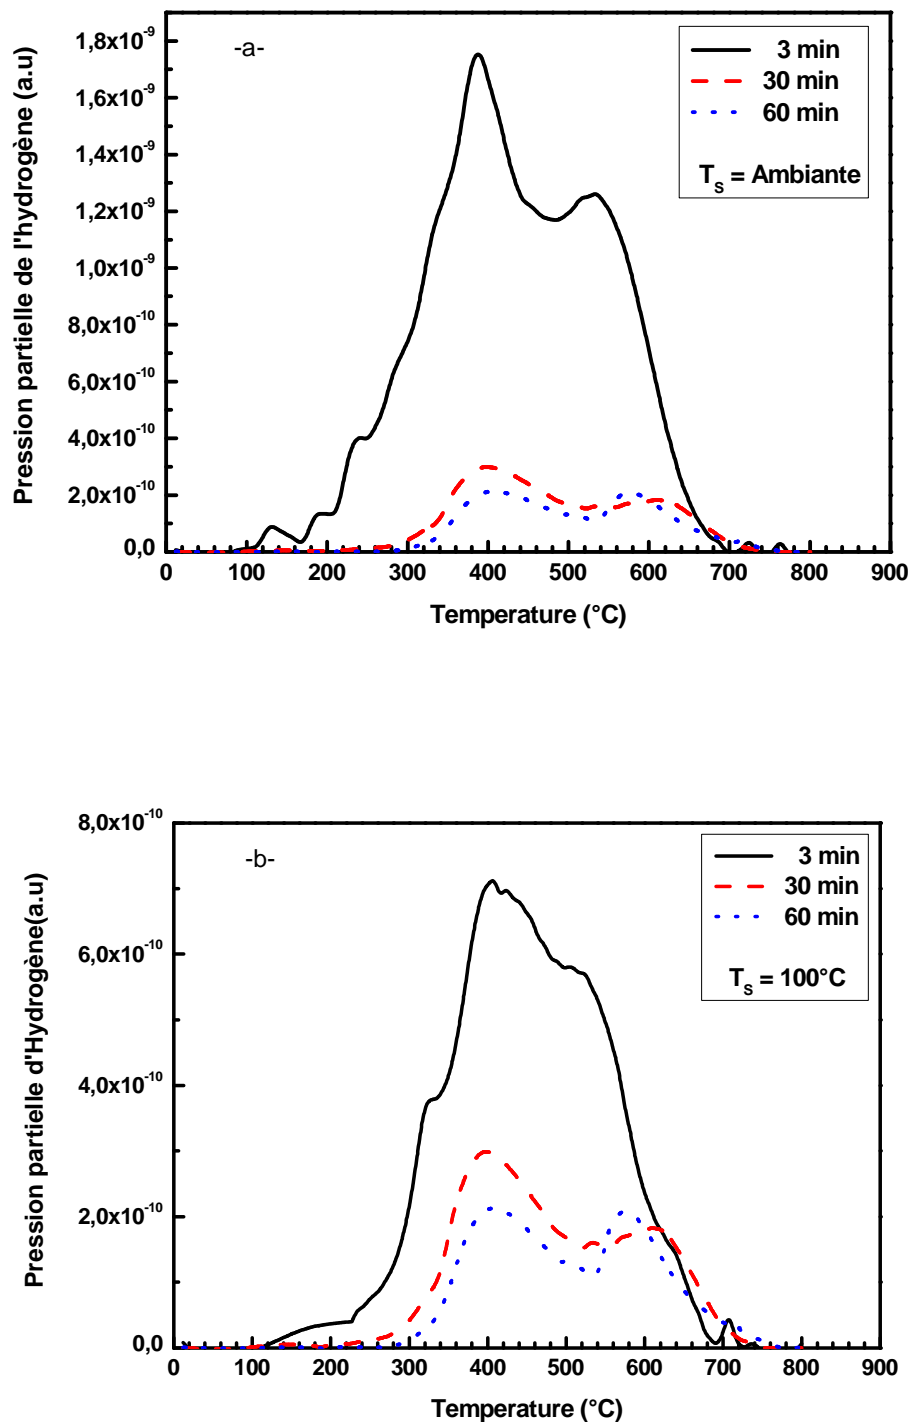 -a-
3 min
30 min
60 min
T_s = Ambiante
Pression partielle de l'hydrogène (a.u)
1,8x10⁻⁹
1,6x10⁻⁹
1,4x10⁻⁹
1,2x10⁻⁹
1,0x10⁻⁹
8,0x10⁻¹⁰
6,0x10⁻¹⁰
4,0x10⁻¹⁰
2,0x10⁻¹⁰
0,0
0 100 200 300 400 500 600 700 800 900
Temperature (°C)
-b-
3 min
30 min
60 min
T_s = 100°C
Pression partielle d'Hydrogène(a.u)
8,0x10⁻¹⁰
6,0x10⁻¹⁰
4,0x10⁻¹⁰
2,0x10⁻¹⁰
0,0
0 100 200 300 400 500 600 700 800 900
Temperature (°C)